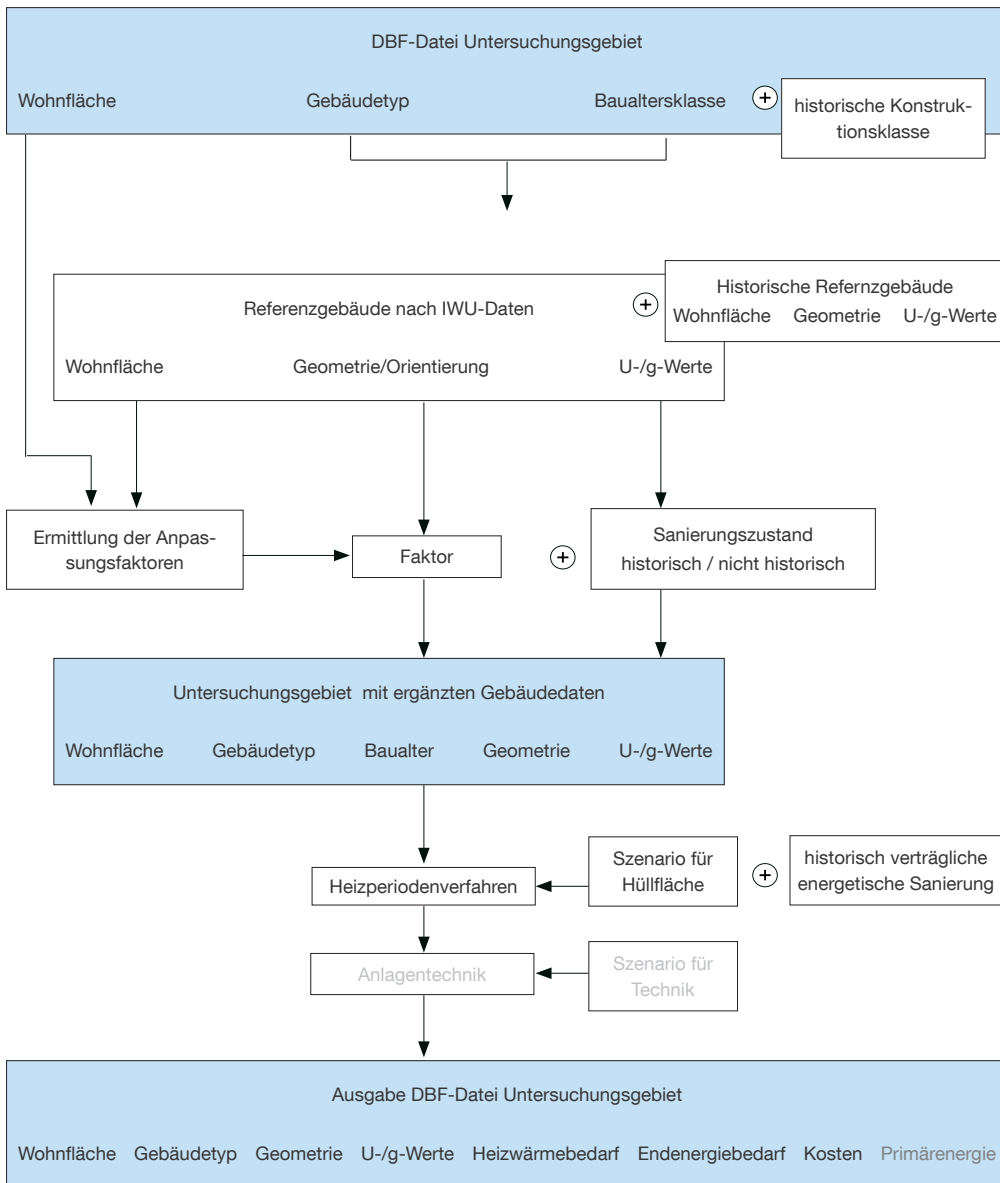 DBF-Datei Untersuchungsgebiet
Wohnfläche Gebäudetyp Baualtersklasse +
historische Konstruk-
tionsklasse
Historische Refernzgebäude
Wohnfläche Geometrie U-/g-Werte
Referenzgebäude nach IWU-Daten +
Wohnfläche Geometrie/Orientierung U-/g-Werte
Ermittlung der Anpas-
sungsfaktoren
Faktor
+
Sanierungszustand
historisch / nicht historisch
Untersuchungsgebiet mit ergänzten Gebäudedaten
Wohnfläche Gebäudetyp Baualter Geometrie U-/g-Werte
Heizperiodenverfahren
Szenario für
Hüllfläche
+
historisch verträgliche
energetische Sanierung
Anlagentechnik
Szenario für
Technik
Ausgabe DBF-Datei Untersuchungsgebiet
Wohnfläche Gebäudetyp Geometrie U-/g-Werte Heizwärmebedarf Endenergiebedarf Kosten Primärenergie